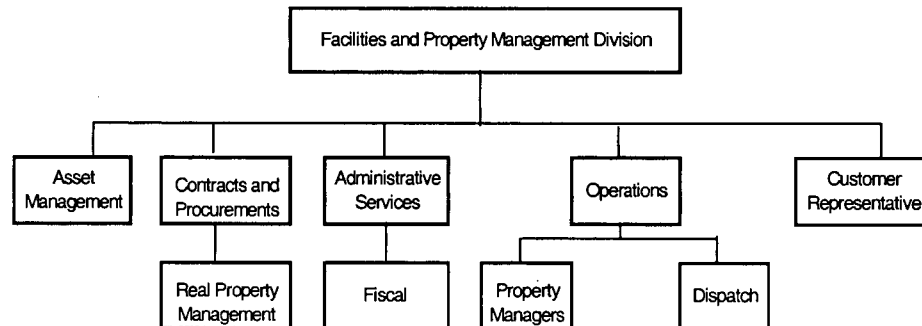 Facilities and Property Management Division
Asset
Management
Contracts and
Procurements
Administrative
Services
Operations
Customer
Representative
Real Property
Management
Fiscal
Property
Managers
Dispatch